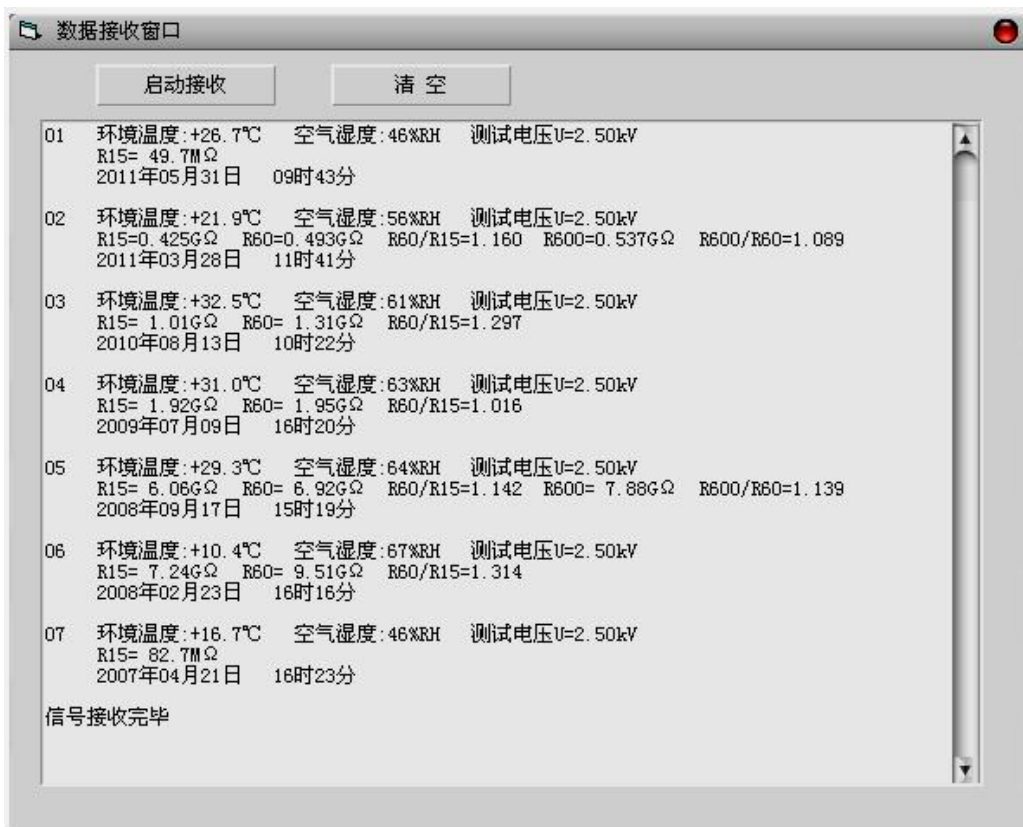 数据接收窗口
启动接收 清 空
01 环境温度:+26.7℃ 空气湿度:46%RH 测试电压U=2.50kV
R15= 49.7MΩ
2011年05月31日 09时43分
02 环境温度:+21.9℃ 空气湿度:56%RH 测试电压U=2.50kV
R15=0.425GΩ R60=0.493GΩ R60/R15=1.160 R600=0.537GΩ R600/R60=1.089
2011年03月28日 11时41分
03 环境温度:+32.5℃ 空气湿度:61%RH 测试电压U=2.50kV
R15= 1.01GΩ R60= 1.31GΩ R60/R15=1.297
2010年08月13日 10时22分
04 环境温度:+31.0℃ 空气湿度:63%RH 测试电压U=2.50kV
R15= 1.92GΩ R60= 1.95GΩ R60/R15=1.016
2009年07月09日 16时20分
05 环境温度:+29.3℃ 空气湿度:64%RH 测试电压U=2.50kV
R15= 6.06GΩ R60= 6.92GΩ R60/R15=1.142 R600= 7.88GΩ R600/R60=1.139
2008年09月17日 15时19分
06 环境温度:+10.4℃ 空气湿度:67%RH 测试电压U=2.50kV
R15= 7.24GΩ R60= 9.51GΩ R60/R15=1.314
2008年02月23日 16时16分
07 环境温度:+16.7℃ 空气湿度:46%RH 测试电压U=2.50kV
R15= 82.7MΩ
2007年04月21日 16时23分
信号接收完毕